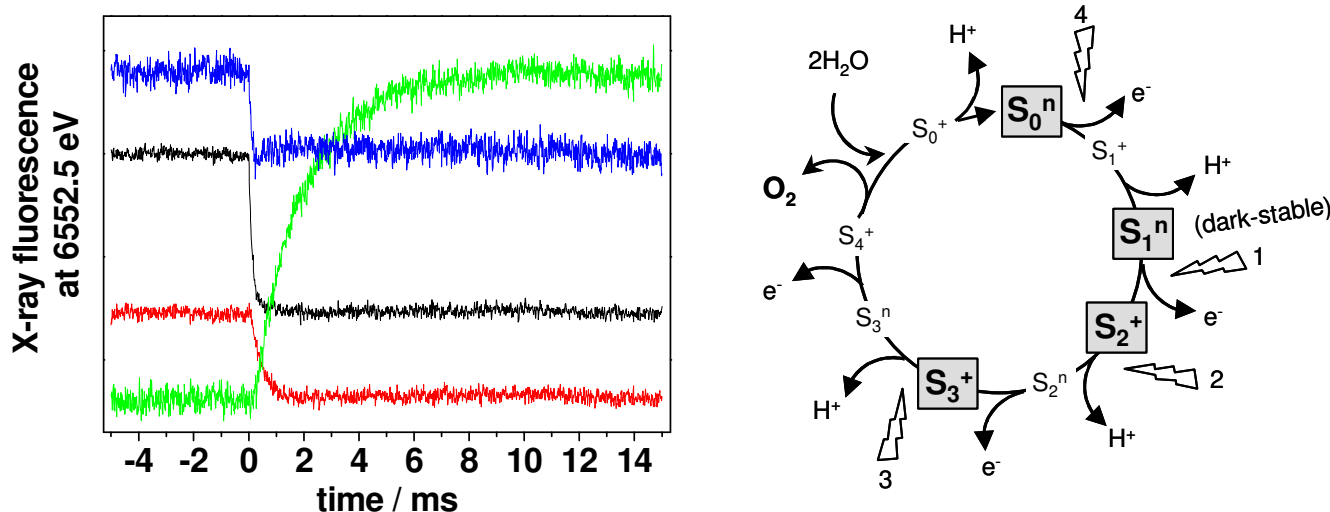 X-ray fluorescence
at 6552.5 eV
-4 -2 0 2 4 6 8 10 12 14
time / ms
4
H⁺
2H₂O
S₀ⁿ
e⁻
S₀⁺
S₁⁺
H⁺
O₂
(dark-stable)
S₁ⁿ
S₄⁺
1
e⁻
S₂⁺
e⁻
S₃ⁿ
2
S₃⁺
S₂ⁿ
H⁺
H⁺
e⁻
3